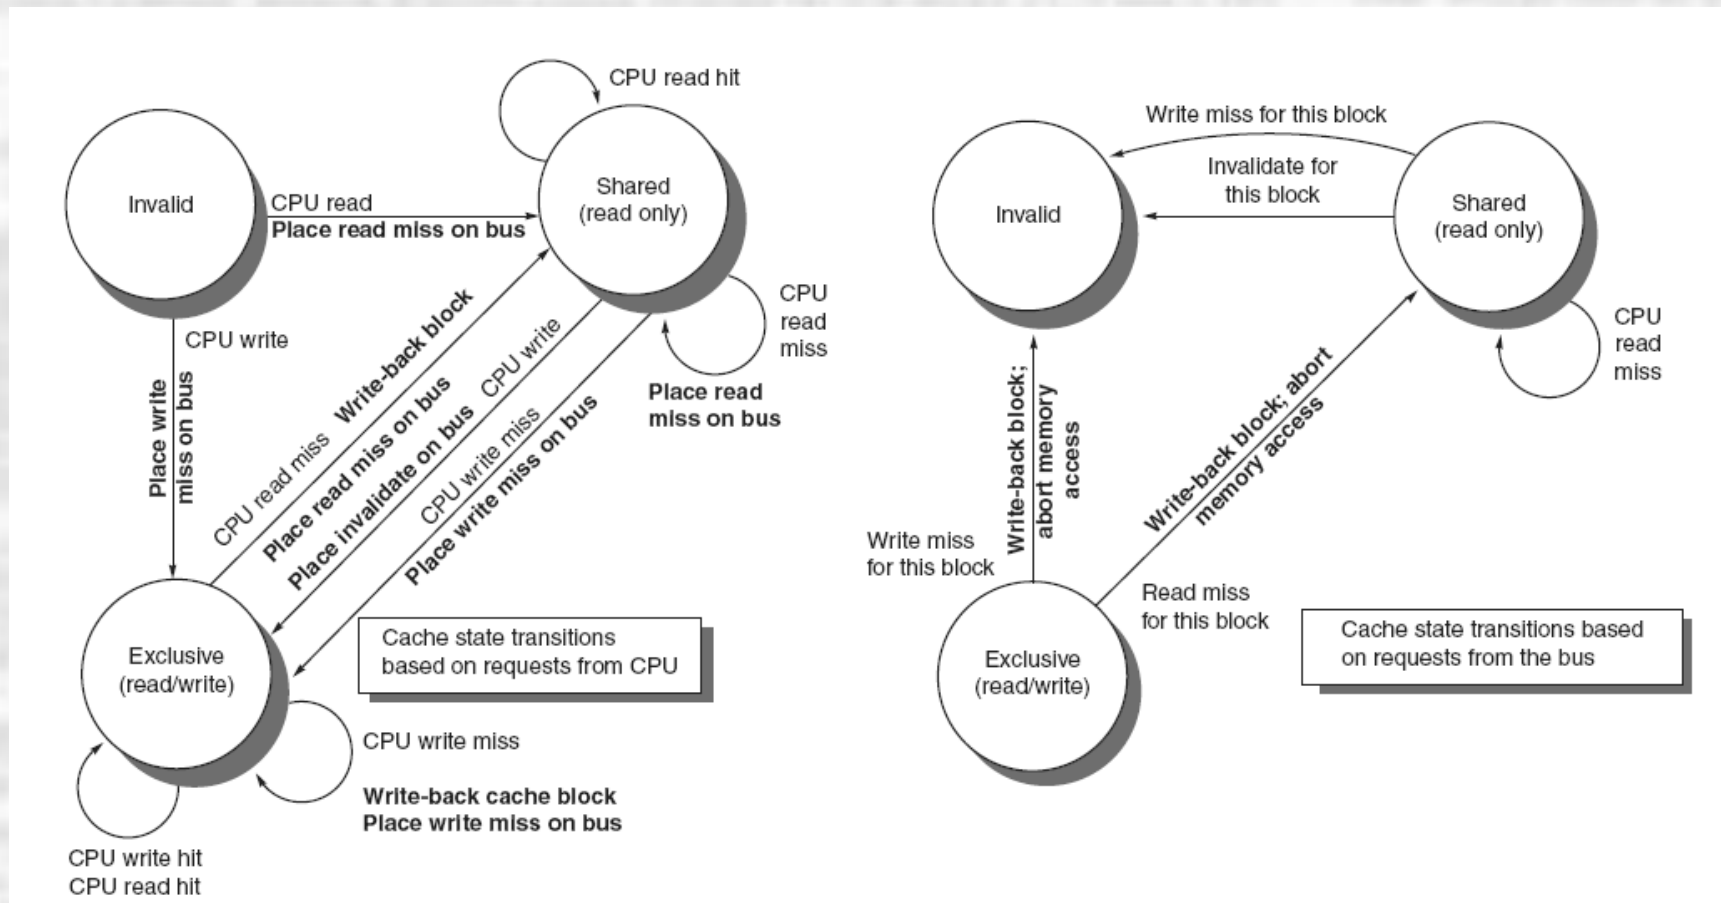 CPU read hit
Invalid
Shared
(read only)
CPU read
Place read miss on bus
CPU
read
miss
Place read
miss on bus
CPU write
Place write
miss on bus
CPU read miss
Write-back block
Place read miss on bus
Place invalidate on bus
CPU write
CPU write miss
Place write miss on bus
Exclusive
(read/write)
Cache state transitions
based on requests from CPU
CPU write miss
Write-back cache block
Place write miss on bus
CPU write hit
CPU read hit
Write miss for this block
Invalidate for
this block
Invalid
Shared
(read only)
CPU
read
miss
Write-back block;
abort memory
access
Write-back block; abort
memory access
Write miss
for this block
Read miss
for this block
Exclusive
(read/write)
Cache state transitions based
on requests from the bus